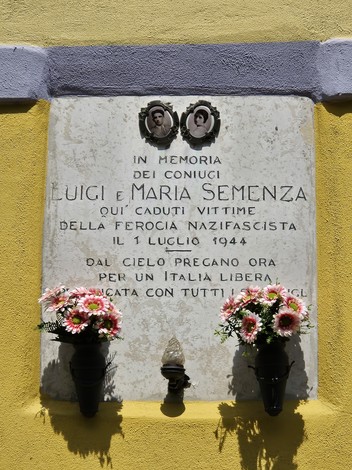 IN MEMORIA
DEI CONIUGI
LUIGI E MARIA SEMENZA
QUI' CADUTI VITTIME
DELLA FEROCIA NAZIFASCISTA
IL 1 LUGLIO 1944
DAL CIELO PREGANO ORA
PER UN ITALIA LIBERA
CON TUTTI